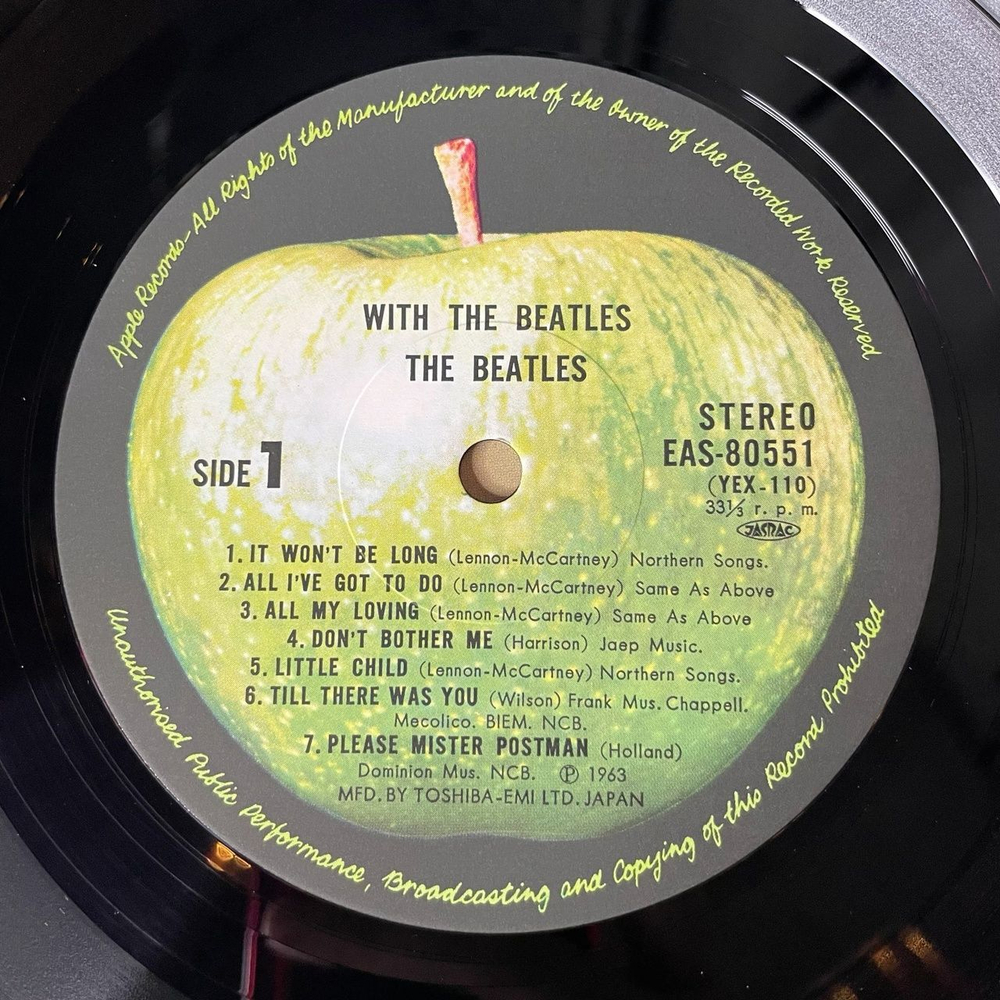 Apple Records-All Rights of the Manufacturer and of the Owner of the Recorded Work Reserved
WITH THE BEATLES
THE BEATLES
STEREO
EAS-80551
(YEX-110)
33⅓ r. p. m.
JASRAC
SIDE 1
1. IT WON'T BE LONG (Lennon-McCartney) Northern Songs.
2. ALL I'VE GOT TO DO (Lennon-McCartney) Same As Above
3. ALL MY LOVING (Lennon-McCartney) Same As Above
4. DON'T BOTHER ME (Harrison) Jaep Music.
5. LITTLE CHILD (Lennon-McCartney) Northern Songs.
6. TILL THERE WAS YOU (Wilson) Frank Mus. Chappell.
Mecolico. BIEM. NCB.
7. PLEASE MISTER POSTMAN (Holland)
Dominion Mus. NCB. ℗ 1963
MFD. BY TOSHIBA-EMI LTD. JAPAN
Unauthorised Public Performance, Broadcasting and Copying of this Record Prohibited